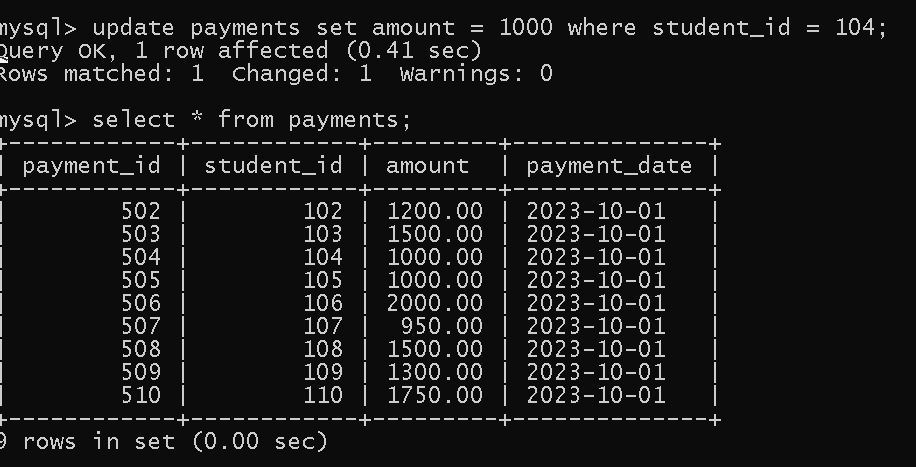 mysql> update payments set amount = 1000 where student_id = 104;
Query OK, 1 row affected (0.41 sec)
Rows matched: 1  Changed: 1  Warnings: 0

mysql> select * from payments;
+------------+------------+---------+--------------+
| payment_id | student_id | amount  | payment_date |
+------------+------------+---------+--------------+
|        502 |        102 | 1200.00 | 2023-10-01   |
|        503 |        103 | 1500.00 | 2023-10-01   |
|        504 |        104 | 1000.00 | 2023-10-01   |
|        505 |        105 | 1000.00 | 2023-10-01   |
|        506 |        106 | 2000.00 | 2023-10-01   |
|        507 |        107 |  950.00 | 2023-10-01   |
|        508 |        108 | 1500.00 | 2023-10-01   |
|        509 |        109 | 1300.00 | 2023-10-01   |
|        510 |        110 | 1750.00 | 2023-10-01   |
+------------+------------+---------+--------------+
9 rows in set (0.00 sec)